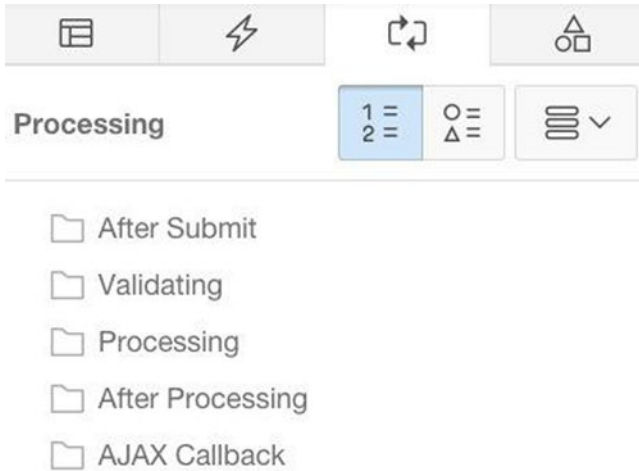 Processing
1 =
2 =
After Submit
Validating
Processing
After Processing
AJAX Callback